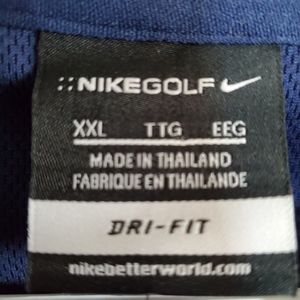 NIKEGOLF
XXL TTG EEG
MADE IN THAILAND
FABRIQUE EN THAILANDE
DRI-FIT
nikebetterworld.com